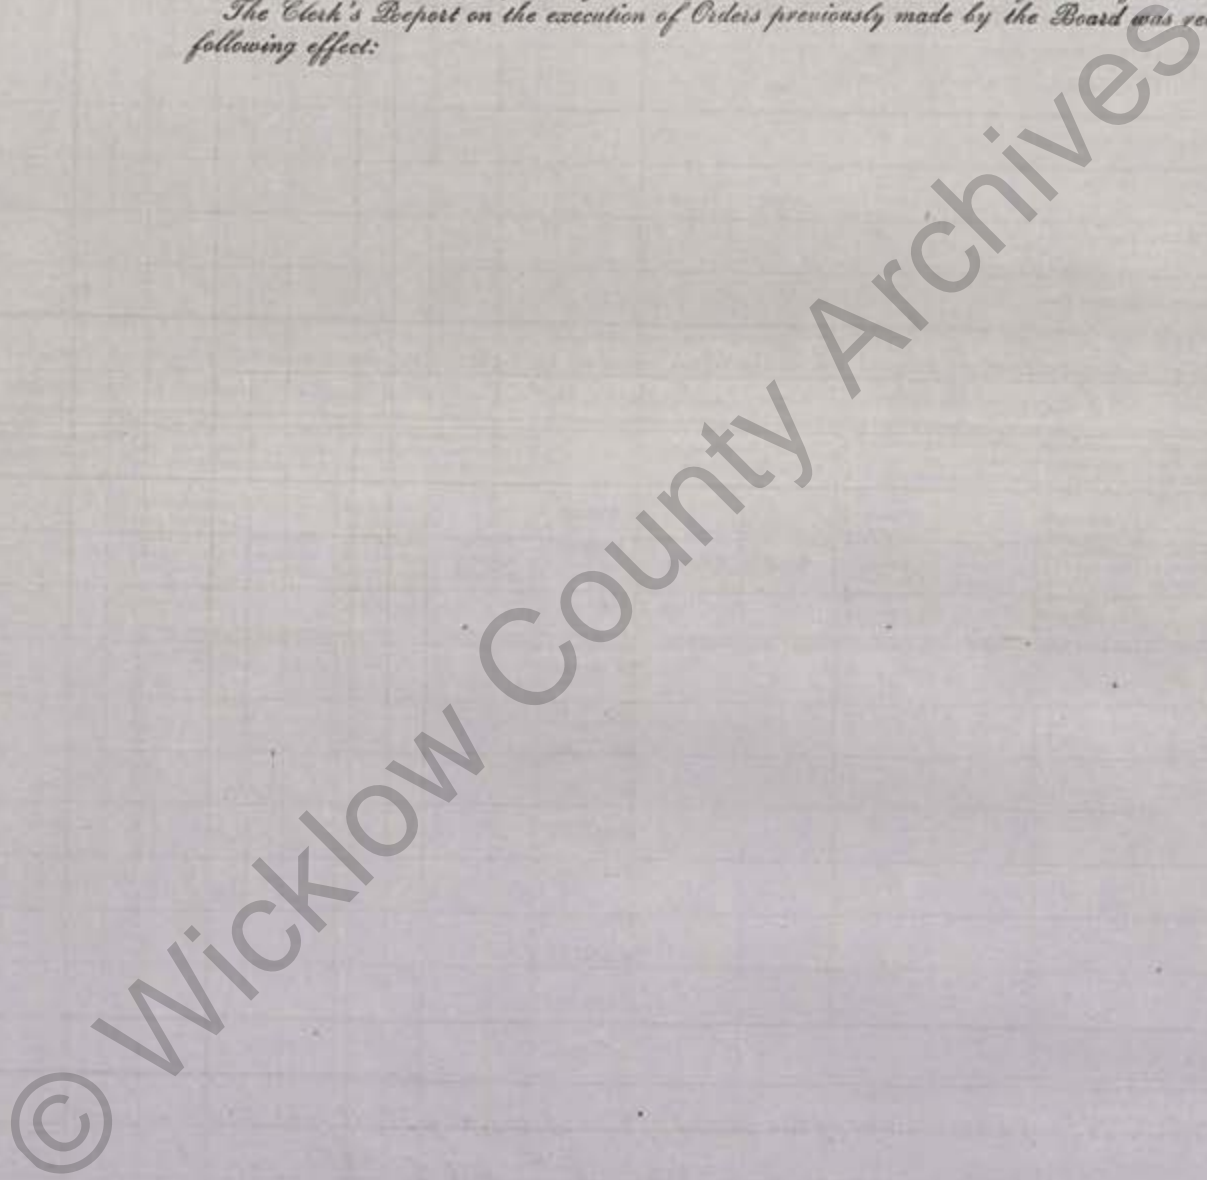 The Clerk's Report on the execution of Orders previously made by the Board was
following effect:
© Wicklow County Archives